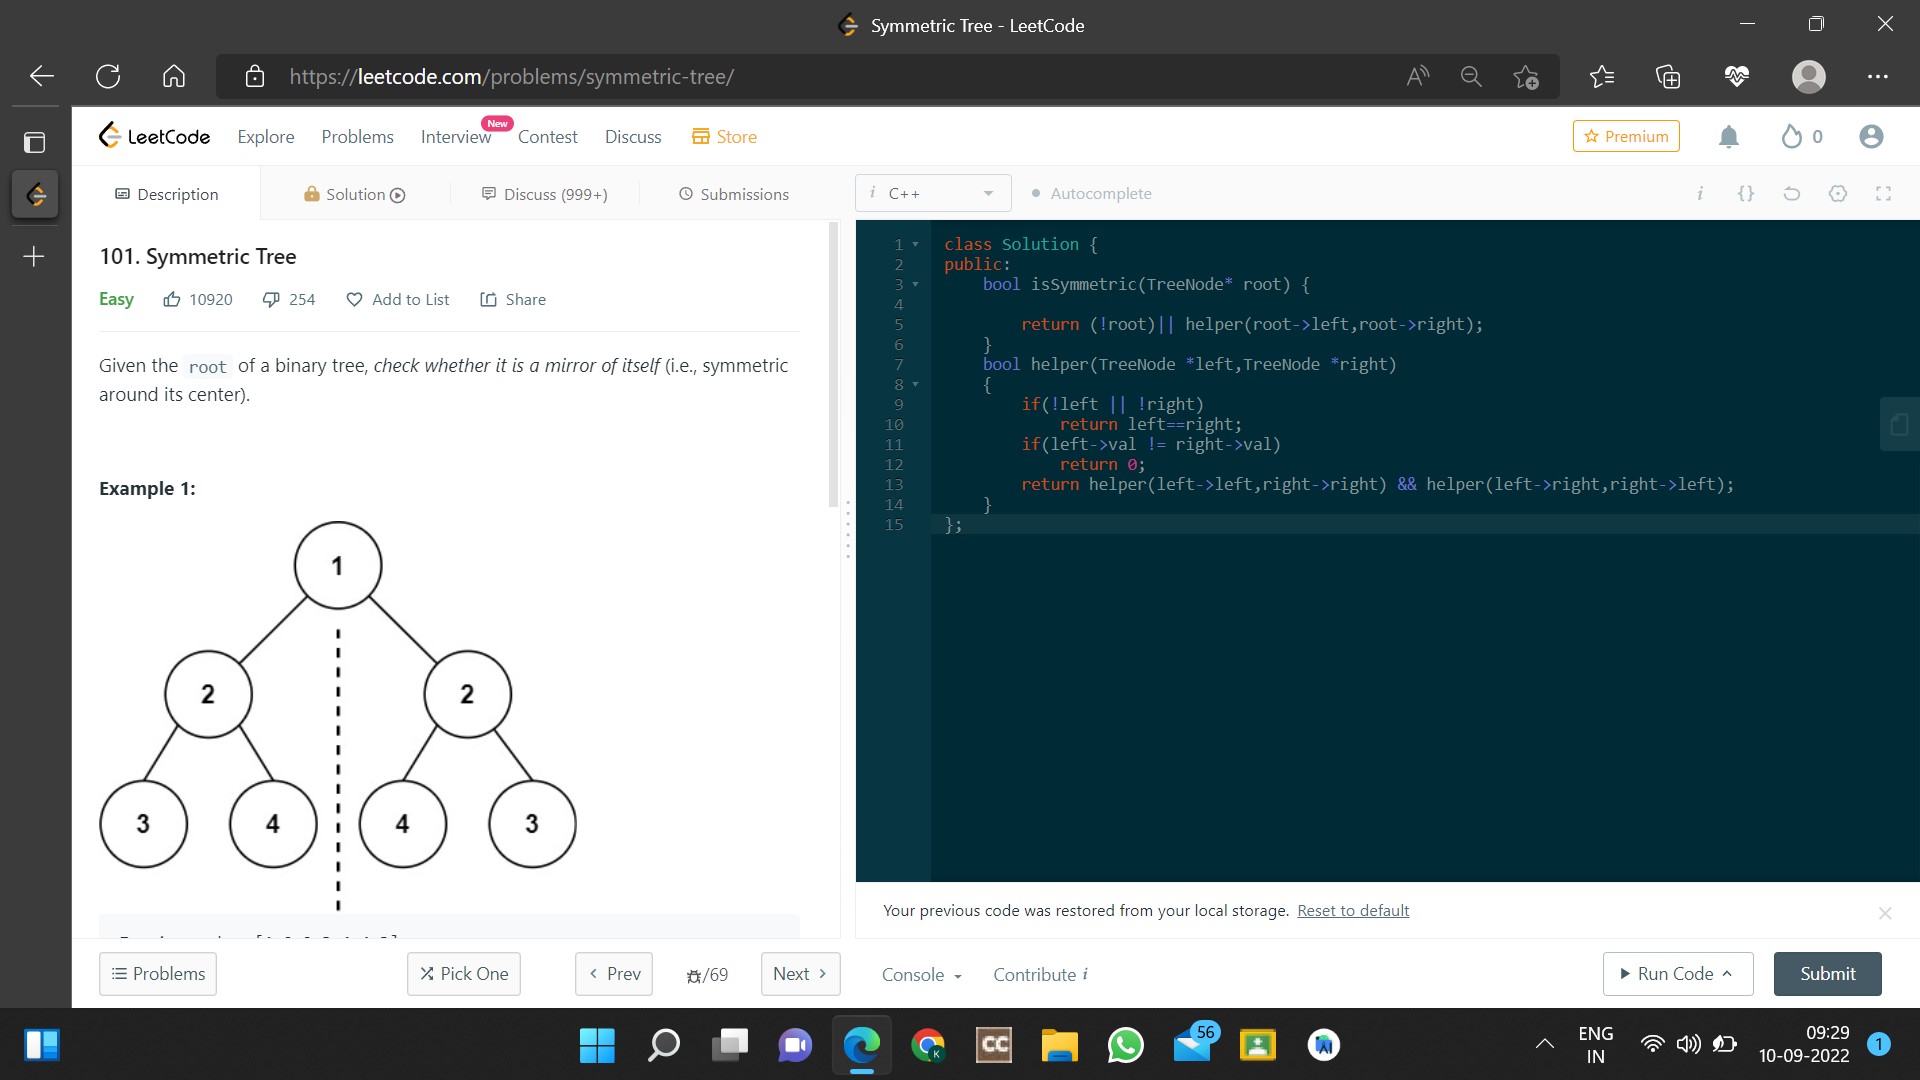 Symmetric Tree - LeetCode
https://leetcode.com/problems/symmetric-tree/
LeetCode Explore Problems Interview New Contest Discuss Store Premium 0
Description Solution Discuss (999+) Submissions
i C++ Autocomplete i {}
101. Symmetric Tree
Easy 10920 254 Add to List Share
Given the root of a binary tree, check whether it is a mirror of itself (i.e., symmetric
around its center).
Example 1:
1
2 2
3 4 4 3
1 class Solution {
2 public:
3 bool isSymmetric(TreeNode* root) {
4
5 return (!root)|| helper(root->left,root->right);
6 }
7 bool helper(TreeNode *left,TreeNode *right)
8 {
9 if(!left || !right)
10 return left==right;
11 if(left->val != right->val)
12 return 0;
13 return helper(left->left,right->right) && helper(left->right,right->left);
14 }
15 };
Your previous code was restored from your local storage. Reset to default
Problems Pick One Prev /69 Next Console Contribute i Run Code Submit
CC K 56
ENG
IN
09:29
10-09-2022
1